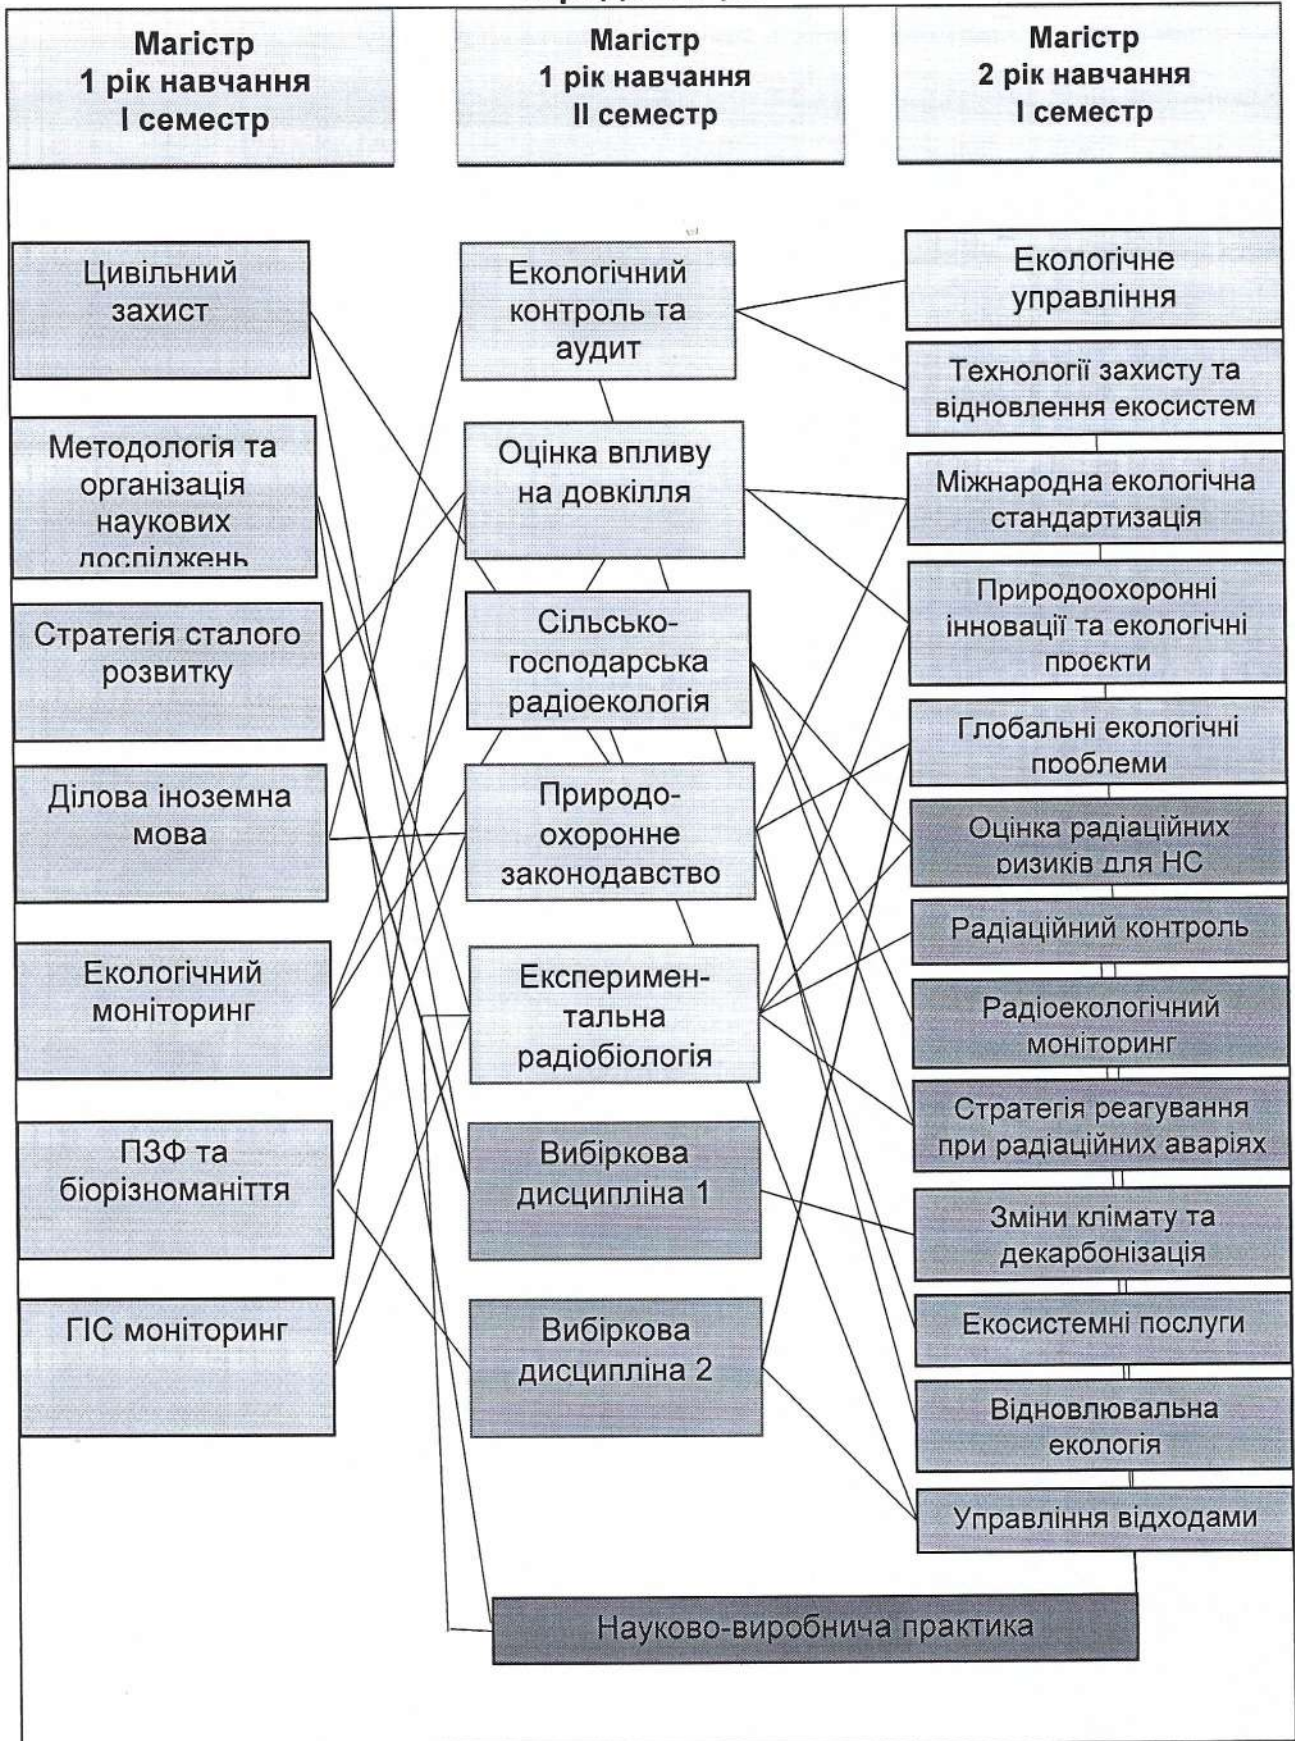 Магістр
1 рік навчання
І семестр
Магістр
1 рік навчання
ІІ семестр
Магістр
2 рік навчання
І семестр
Цивільний
захист
Методологія та
організація
наукових
досліджень
Стратегія сталого
розвитку
Ділова іноземна
мова
Екологічний
моніторинг
ПЗФ та
біорізноманіття
ГІС моніторинг
Екологічний
контроль та
аудит
Оцінка впливу
на довкілля
Сільсько-
господарська
радіоекологія
Природо-
охоронне
законодавство
Експеримен-
тальна
радіобіологія
Вибіркова
дисципліна 1
Вибіркова
дисципліна 2
Екологічне
управління
Технології захисту та
відновлення екосистем
Міжнародна екологічна
стандартизація
Природоохоронні
інновації та екологічні
проєкти
Глобальні екологічні
проблеми
Оцінка радіаційних
ризиків для НС
Радіаційний контроль
Радіоекологічний
моніторинг
Стратегія реагування
при радіаційних аваріях
Зміни клімату та
декарбонізація
Екосистемні послуги
Відновлювальна
екологія
Управління відходами
Науково-виробнича практика